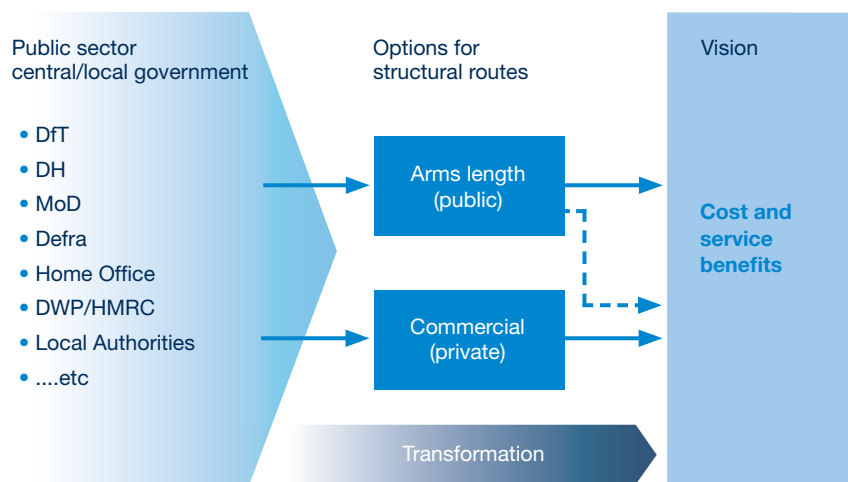 Public sector
central/local government
• DfT
• DH
• MoD
• Defra
• Home Office
• DWP/HMRC
• Local Authorities
• ....etc
Options for
structural routes
Arms length
(public)
Commercial
(private)
Transformation
Vision
Cost and
service
benefits